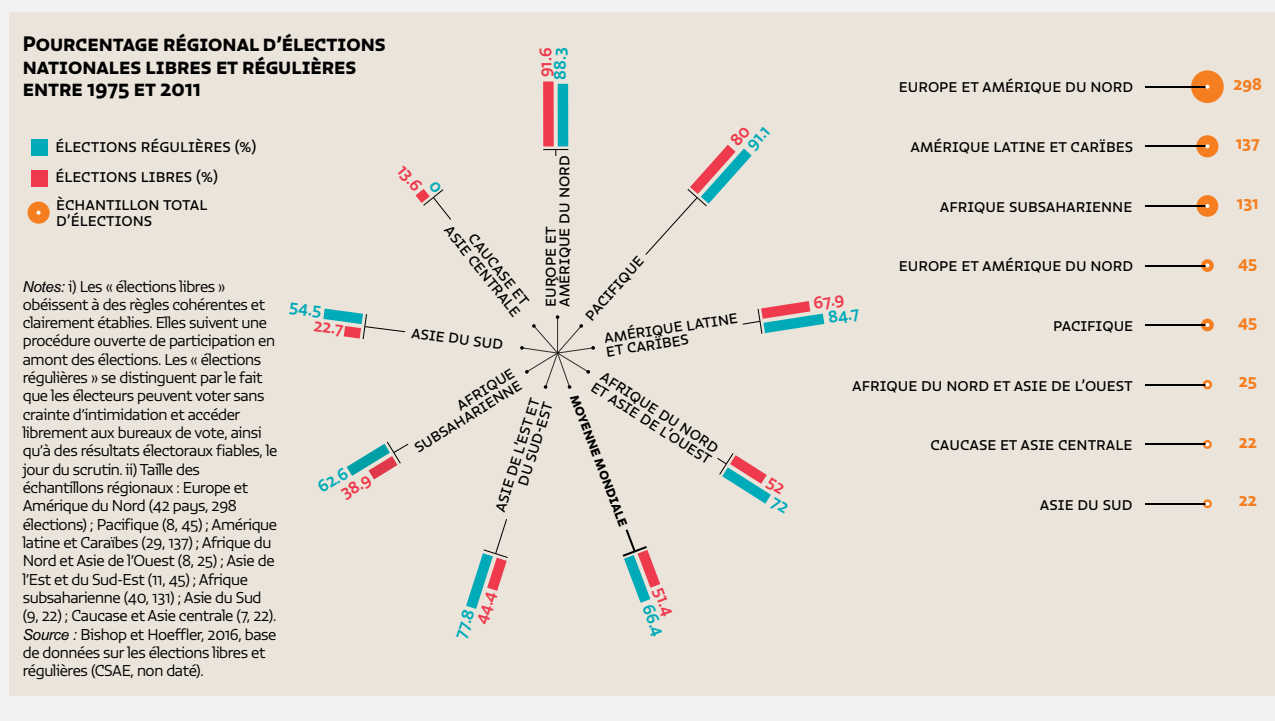 POURCENTAGE RÉGIONAL D'ÉLECTIONS
NATIONALES LIBRES ET RÉGULIÈRES
ENTRE 1975 ET 2011
ÉLECTIONS RÉGULIÈRES (%)
ÉLECTIONS LIBRES (%)
ÈCHANTILLON TOTAL
D'ÉLECTIONS
Notes: i) Les « élections libres »
obéissent à des règles cohérentes et
clairement établies. Elles suivent une
procédure ouverte de participation en
amont des élections. Les « élections
régulières » se distinguent par le fait
que les électeurs peuvent voter sans
crainte d'intimidation et accéder
librement aux bureaux de vote, ainsi
qu'à des résultats électoraux fiables, le
jour du scrutin. ii) Taille des
échantillons régionaux : Europe et
Amérique du Nord (42 pays, 298
élections) ; Pacifique (8, 45) ; Amérique
latine et Caraïbes (29, 137) ; Afrique du
Nord et Asie de l'Ouest (8, 25) ; Asie de
l'Est et du Sud-Est (11, 45) ; Afrique
subsaharienne (40, 131) ; Asie du Sud
(9, 22) ; Caucase et Asie centrale (7, 22).
Source : Bishop et Hoeffler, 2016, base
de données sur les élections libres et
régulières (CSAE, non daté).
91.6
88.3
EUROPE ET
AMÉRIQUE DU NORD
80
91.1
PACIFIQUE
67.9
84.7
AMÉRIQUE LATINE
ET CARÏBES
52
72
AFRIQUE DU NORD
ET ASIE DE L'OUEST
51.4
66.4
MOYENNE MONDIALE
77.8
44.4
ASIE DE L'EST ET
DU SUD-EST
62.6
38.9
AFRIQUE
SUBSAHARIENNE
54.5
22.7
ASIE DU SUD
13.6
0
CAUCASE ET
ASIE CENTRALE
EUROPE ET AMÉRIQUE DU NORD 298
AMÉRIQUE LATINE ET CARÏBES 137
AFRIQUE SUBSAHARIENNE 131
EUROPE ET AMÉRIQUE DU NORD 45
PACIFIQUE 45
AFRIQUE DU NORD ET ASIE DE L'OUEST 25
CAUCASE ET ASIE CENTRALE 22
ASIE DU SUD 22